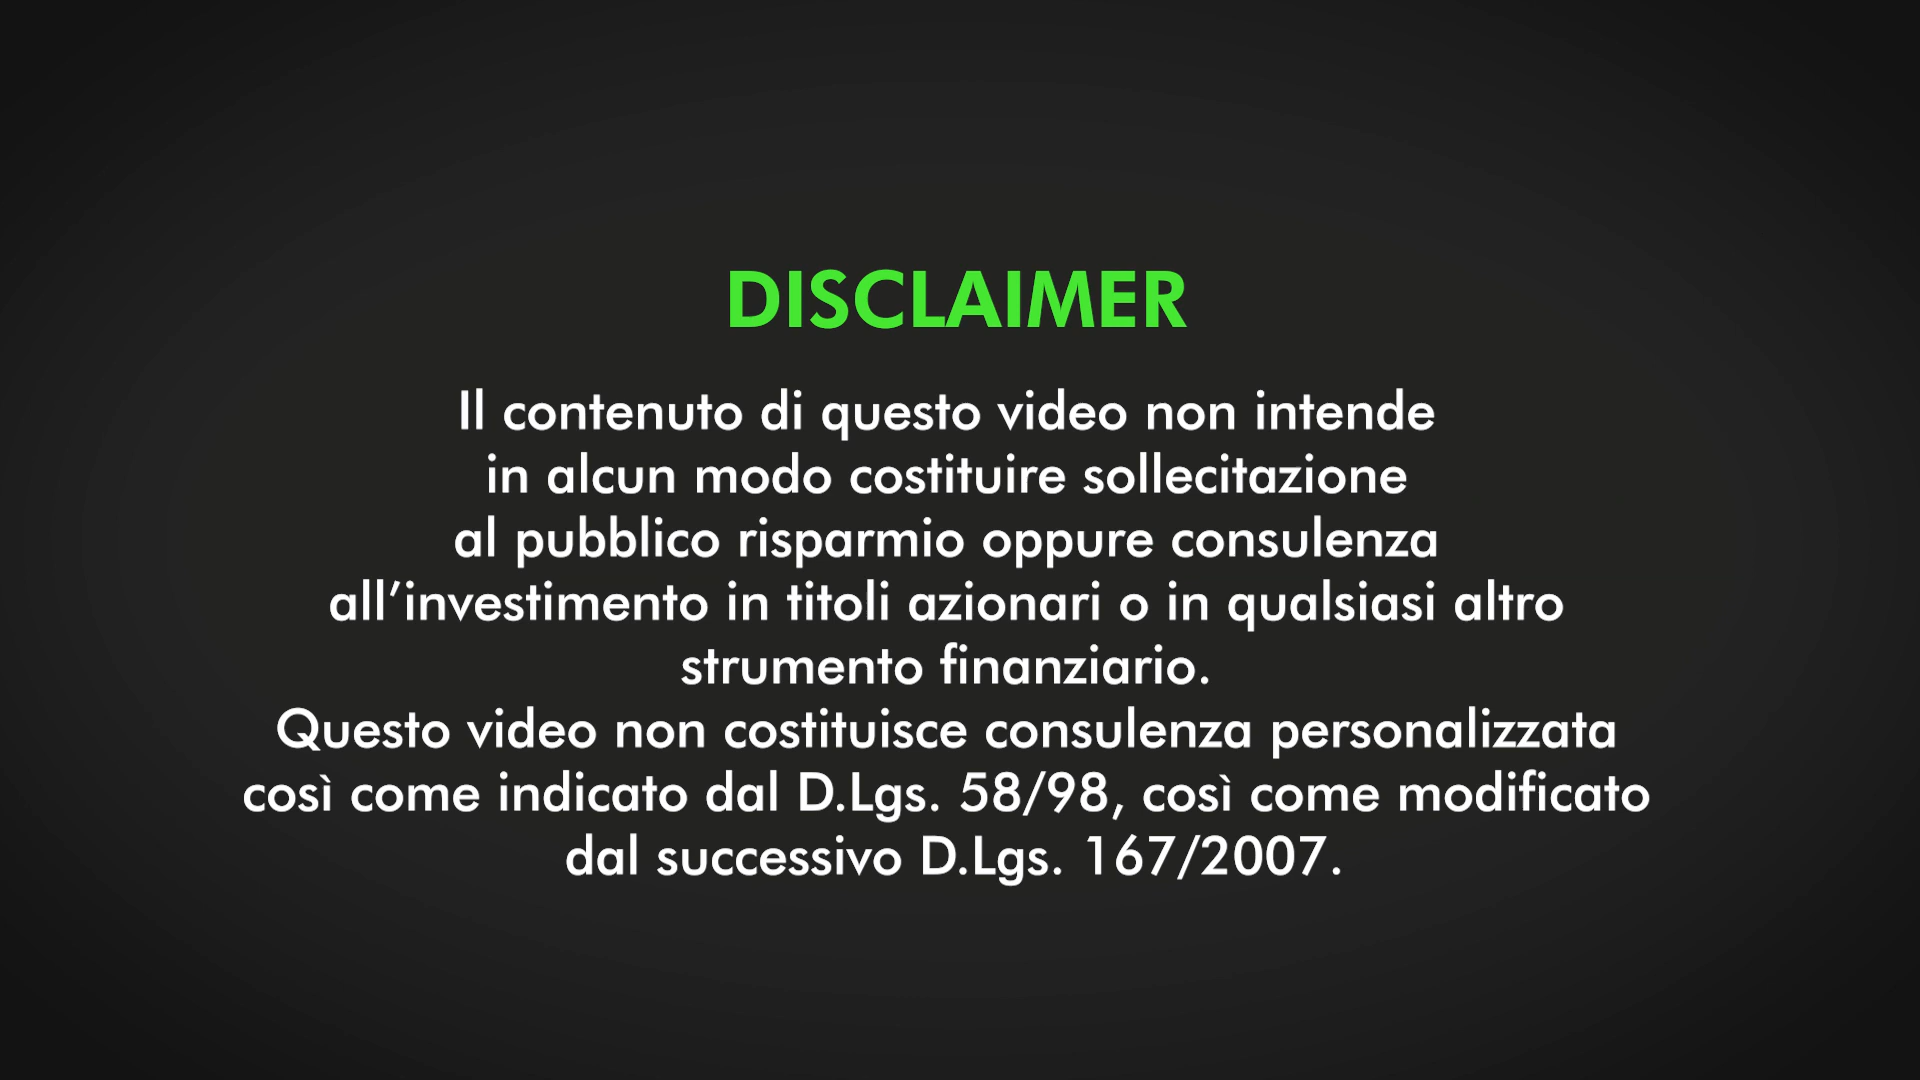 DISCLAIMER
Il contenuto di questo video non intende
in alcun modo costituire sollecitazione
al pubblico risparmio oppure consulenza
all’investimento in titoli azionari o in qualsiasi altro
strumento finanziario.
Questo video non costituisce consulenza personalizzata
così come indicato dal D.Lgs. 58/98, così come modificato
dal successivo D.Lgs. 167/2007.